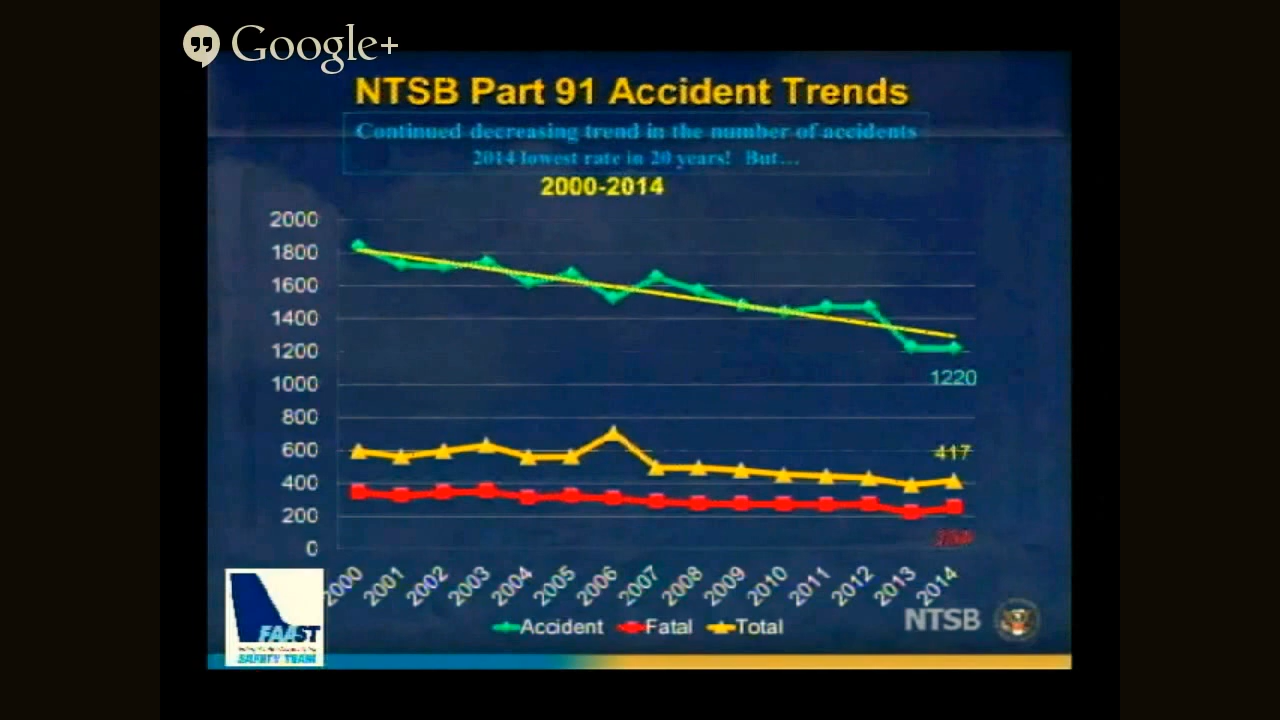 Google+
NTSB Part 91 Accident Trends
Continued decreasing trend in the number of accidents
2014 lowest rate in 20 years! But...
2000-2014
2000
1800
1600
1400
1200
1000
800
600
400
200
0
1220
417
2000 2001 2002 2003 2004 2005 2006 2007 2008 2009 2010 2011 2012 2013 2014
Accident Fatal Total
NTSB
FAAST
SAFETY TEAM